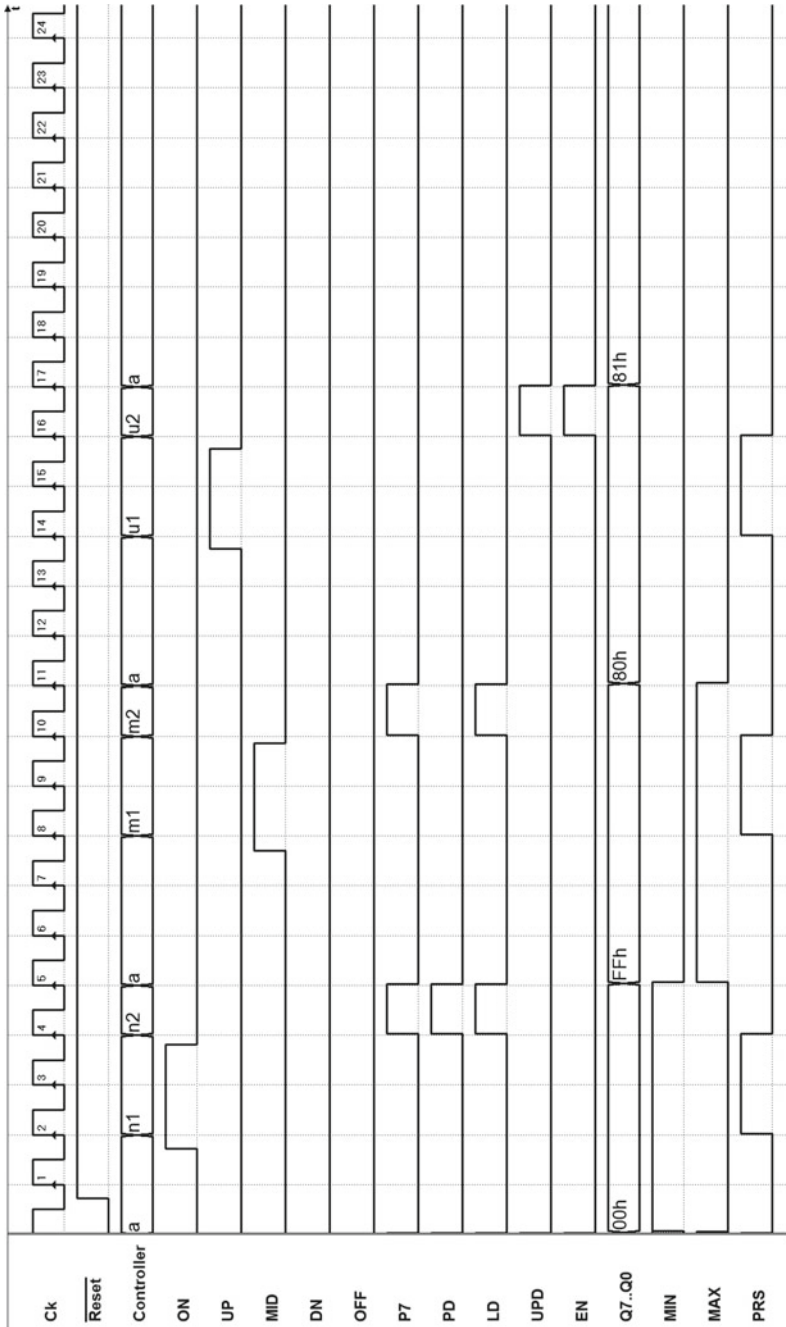 t
Ck 1 2 3 4 5 6 7 8 9 10 11 12 13 14 15 16 17 18 19 20 21 22 23 24
Reset
Controller a n1 n2 a m1 m2 a u1 u2 a
ON
UP
MID
DN
OFF
P7
PD
LD
UPD
EN
Q7..Q0 00h FFh 80h 81h
MIN
MAX
PRS